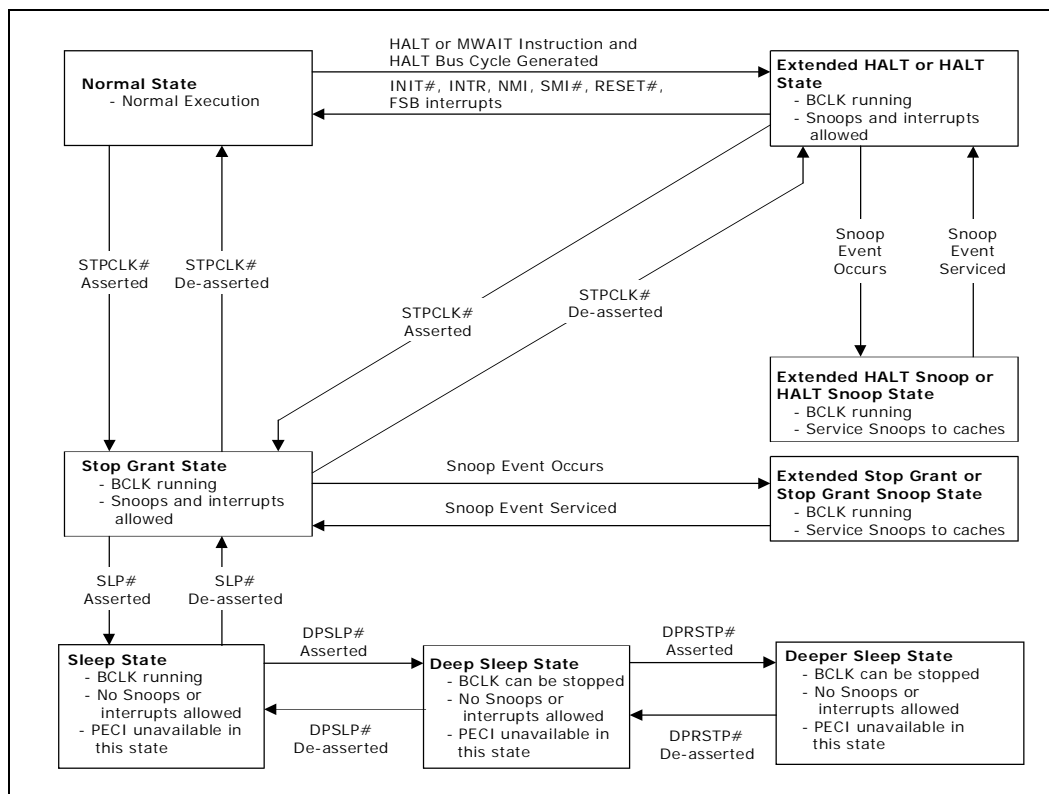 HALT or MWAIT Instruction and
HALT Bus Cycle Generated
Normal State
- Normal Execution
INIT#, INTR, NMI, SMI#, RESET#,
FSB interrupts
Extended HALT or HALT
State
- BCLK running
- Snoops and interrupts
allowed
STPCLK#
Asserted
STPCLK#
De-asserted
STPCLK#
Asserted
STPCLK#
De-asserted
Snoop
Event
Occurs
Snoop
Event
Serviced
Extended HALT Snoop or
HALT Snoop State
- BCLK running
- Service Snoops to caches
Stop Grant State
- BCLK running
- Snoops and interrupts
allowed
Snoop Event Occurs
Snoop Event Serviced
Extended Stop Grant or
Stop Grant Snoop State
- BCLK running
- Service Snoops to caches
SLP#
Asserted
SLP#
De-asserted
Sleep State
- BCLK running
- No Snoops or
interrupts allowed
- PECI unavailable in
this state
DPSLP#
Asserted
DPSLP#
De-asserted
Deep Sleep State
- BCLK can be stopped
- No Snoops or
interrupts allowed
- PECI unavailable in
this state
DPRSTP#
Asserted
DPRSTP#
De-asserted
Deeper Sleep State
- BCLK can be stopped
- No Snoops or
interrupts allowed
- PECI unavailable in
this state